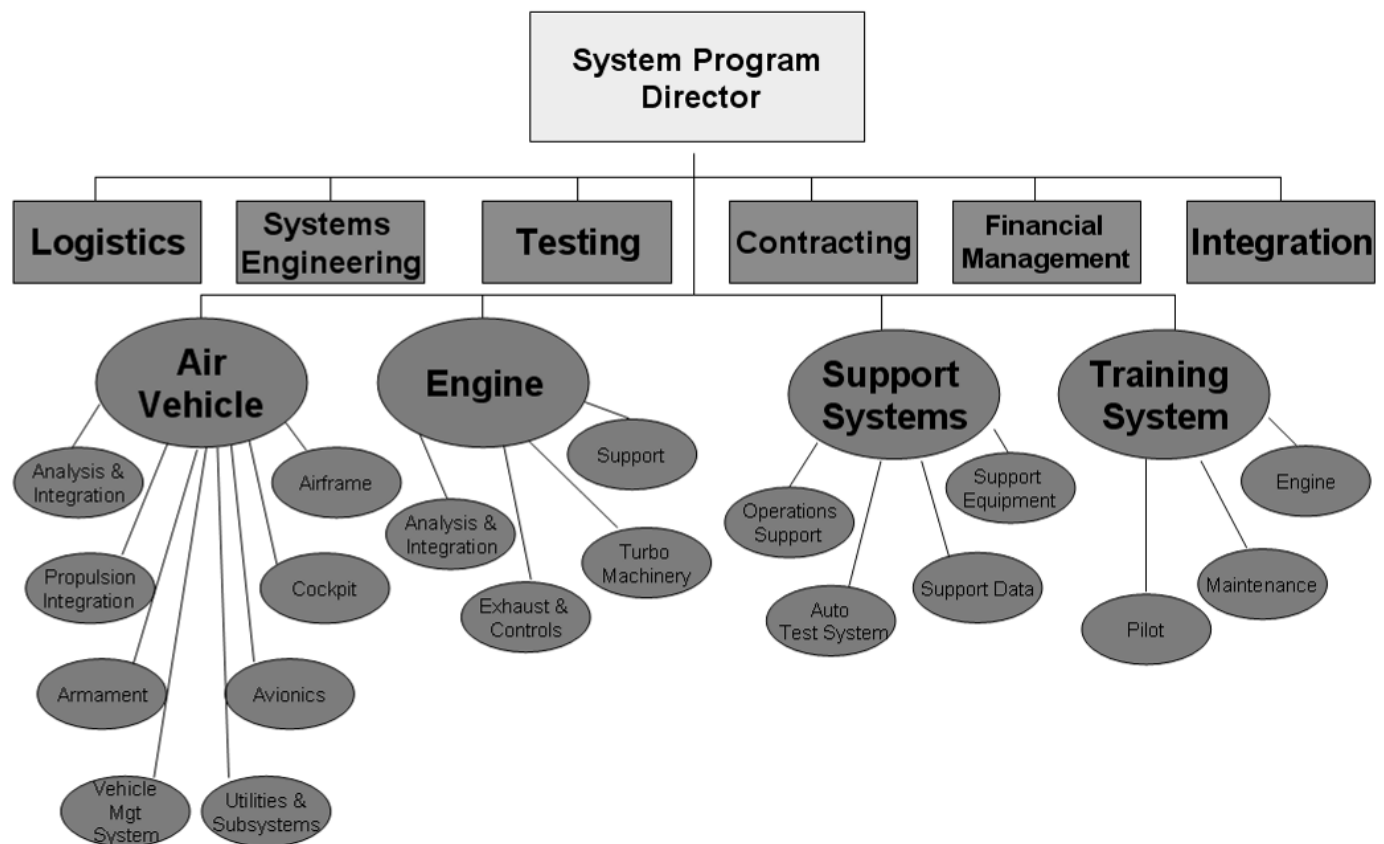 System Program
Director
Logistics
Systems
Engineering
Testing
Contracting
Financial
Management
Integration
Air
Vehicle
Engine
Support
Systems
Training
System
Analysis &
Integration
Propulsion
Integration
Armament
Vehicle
Mgt
System
Utilities &
Subsystems
Avionics
Cockpit
Airframe
Analysis &
Integration
Exhaust &
Controls
Turbo
Machinery
Support
Operations
Support
Auto
Test System
Support Data
Support
Equipment
Pilot
Maintenance
Engine